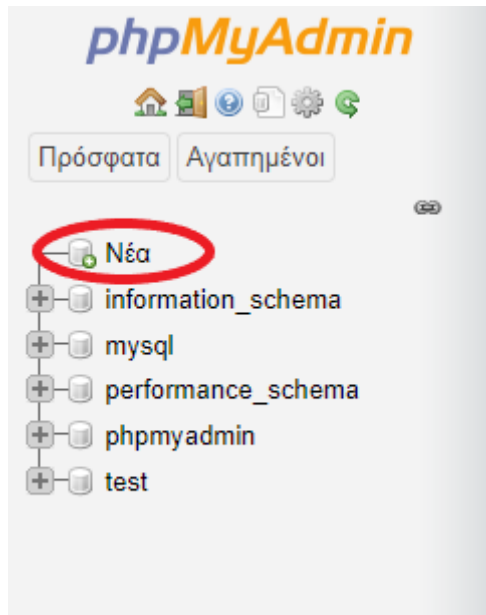 phpMyAdmin
Πρόσφατα Αγαπημένοι
Νέα
information_schema
mysql
performance_schema
phpmyadmin
test